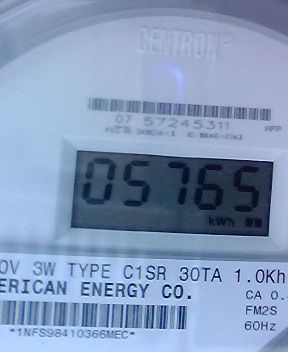 CENTRON®
07 57245311 HPP
05765
kWh
0V 3W TYPE C1SR 30TA 1.0Kh
ERICAN ENERGY CO.
CA 0.
FM2S
60Hz
*1NFS98410366MEC*